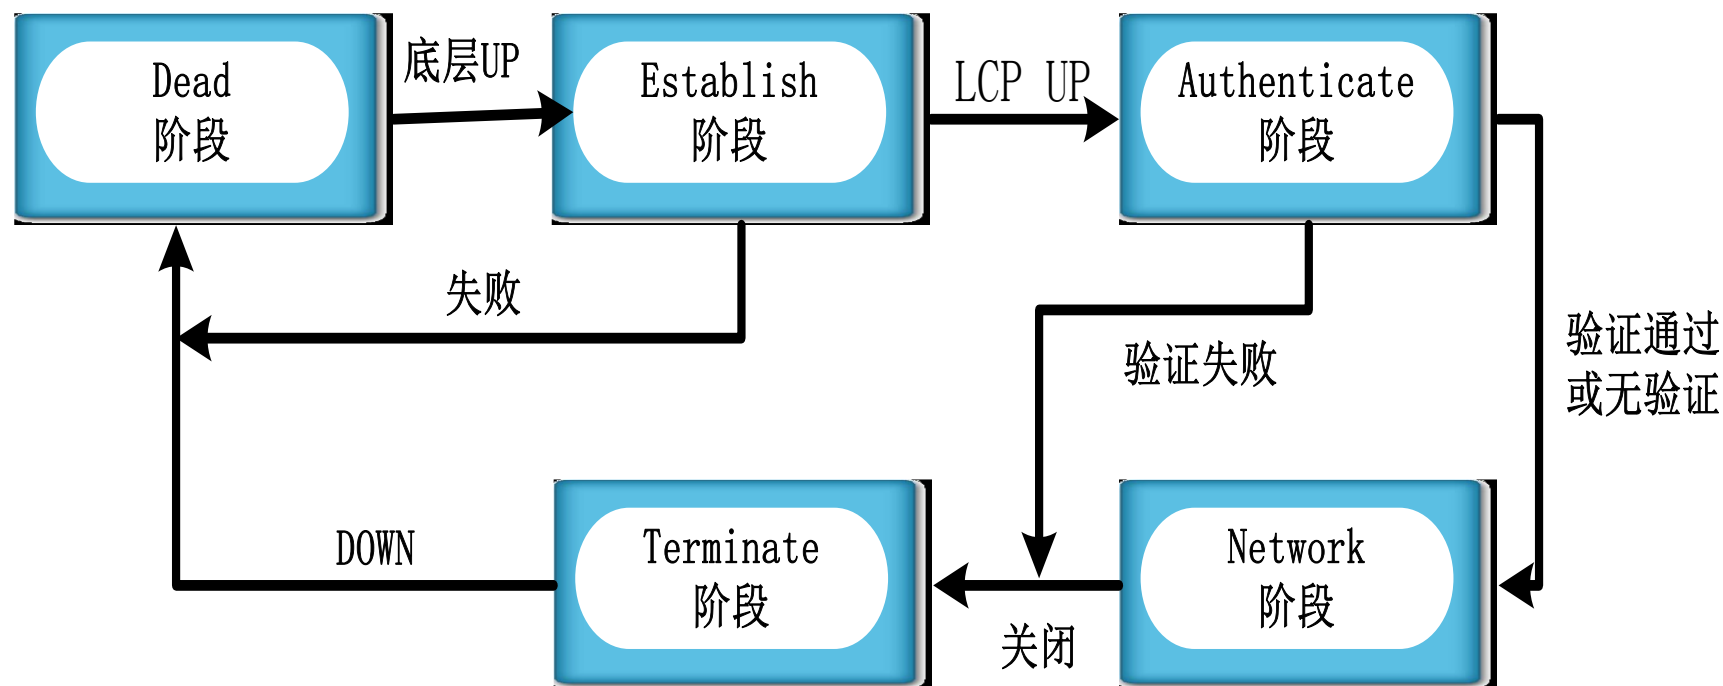 Dead
阶段
底层UP
Establish
阶段
LCP UP
Authenticate
阶段
失败
验证失败
验证通过
或无验证
DOWN
Terminate
阶段
关闭
Network
阶段